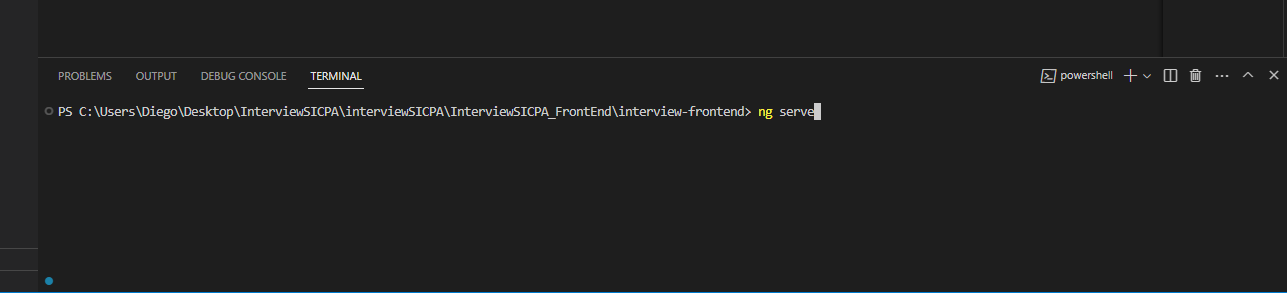 PROBLEMS OUTPUT DEBUG CONSOLE TERMINAL powershell
PS C:\Users\Diego\Desktop\InterviewSICPA\interviewSICPA\InterviewSICPA_FrontEnd\interview-frontend> ng serve